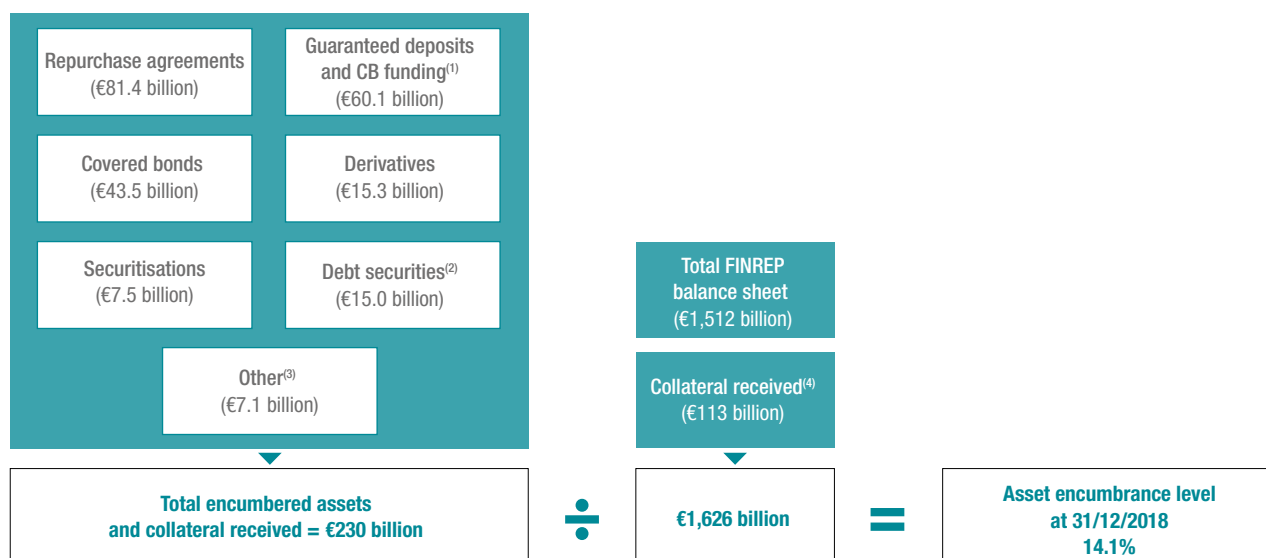 Repurchase agreements
(€81.4 billion)
Guaranteed deposits
and CB funding(1)
(€60.1 billion)
Covered bonds
(€43.5 billion)
Derivatives
(€15.3 billion)
Securitisations
(€7.5 billion)
Debt securities(2)
(€15.0 billion)
Other(3)
(€7.1 billion)
Total FINREP
balance sheet
(€1,512 billion)
Collateral received(4)
(€113 billion)
Total encumbered assets
and collateral received = €230 billion
÷
€1,626 billion
=
Asset encumbrance level
at 31/12/2018
14.1%